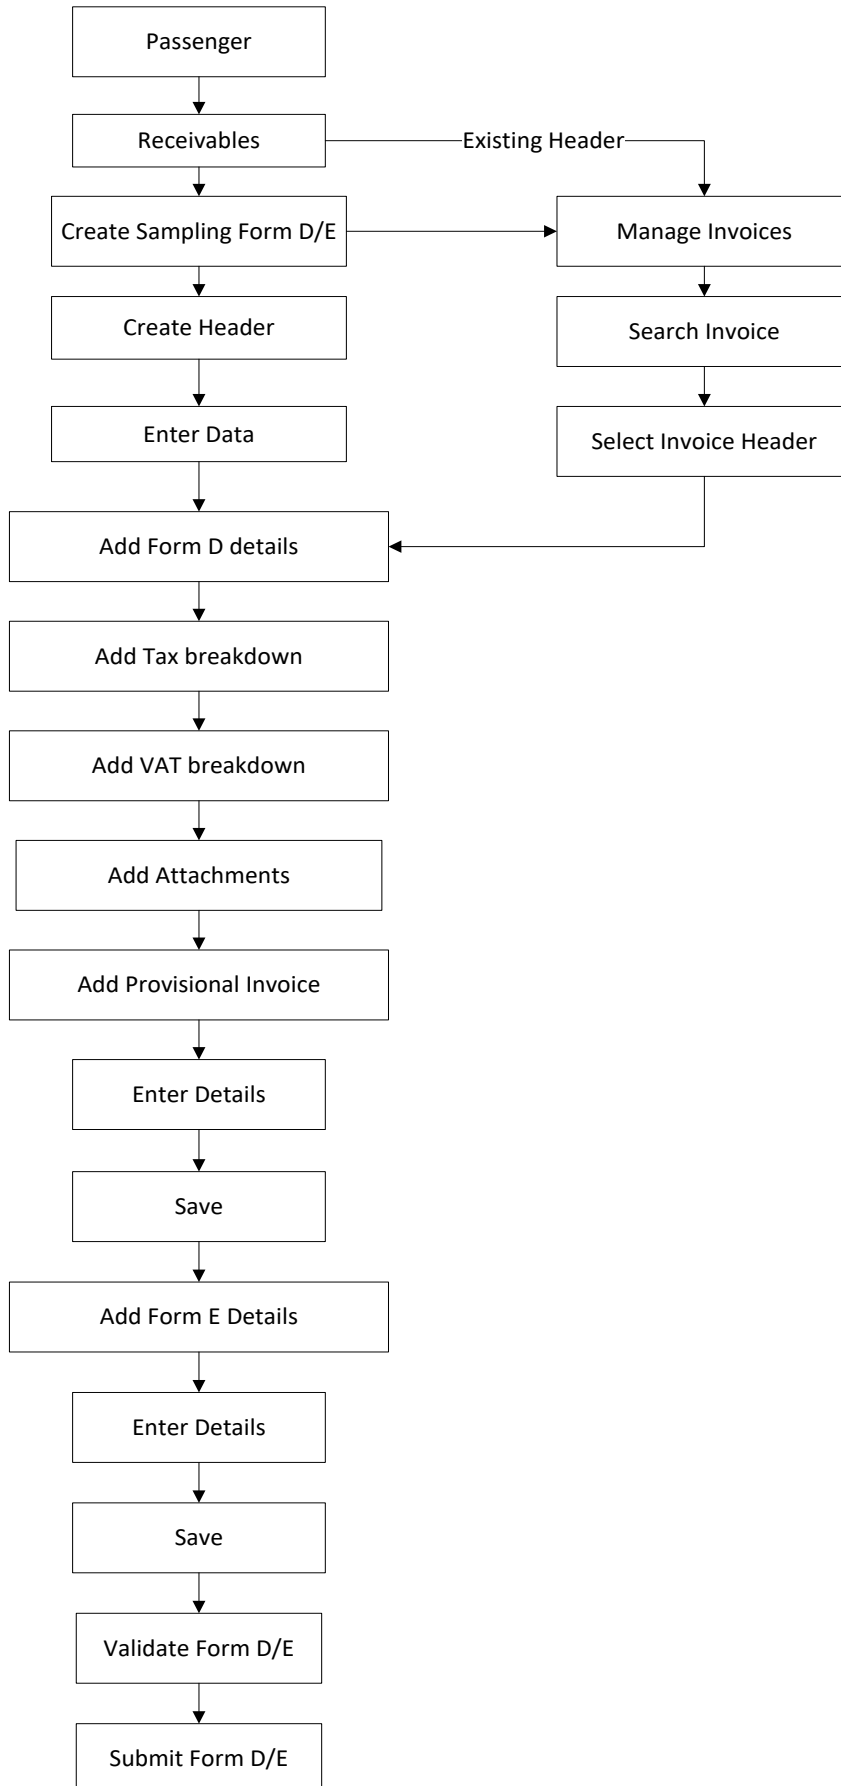 Passenger
Receivables
Existing Header
Create Sampling Form D/E
Manage Invoices
Create Header
Search Invoice
Enter Data
Select Invoice Header
Add Form D details
Add Tax breakdown
Add VAT breakdown
Add Attachments
Add Provisional Invoice
Enter Details
Save
Add Form E Details
Enter Details
Save
Validate Form D/E
Submit Form D/E